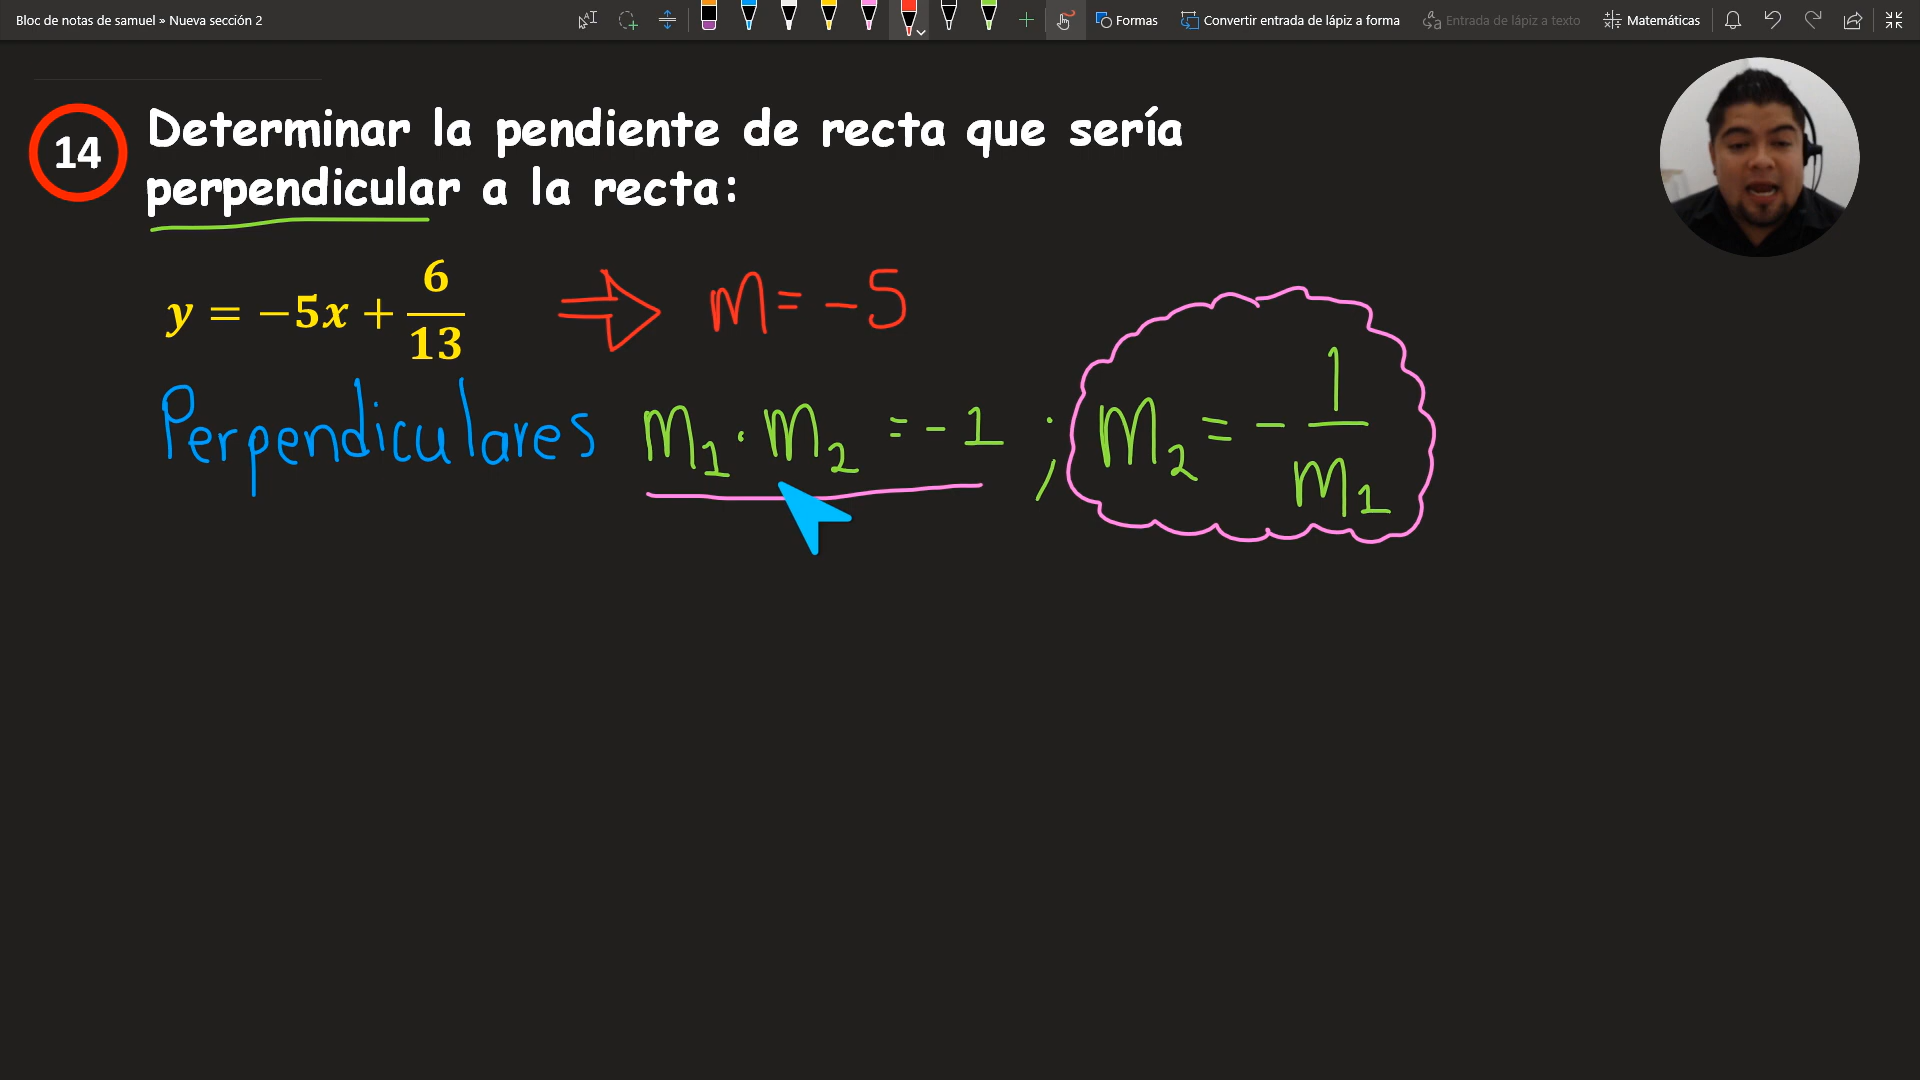 Bloc de notas de samuel » Nueva sección 2
Formas
Convertir entrada de lápiz a forma
Entrada de lápiz a texto
Matemáticas
14
Determinar la pendiente de recta que sería
perpendicular a la recta:
y = −5x + 6/13 ⇒ m = -5
Perpendiculares m₁ · m₂ = -1 ; m₂ = - 1/m₁